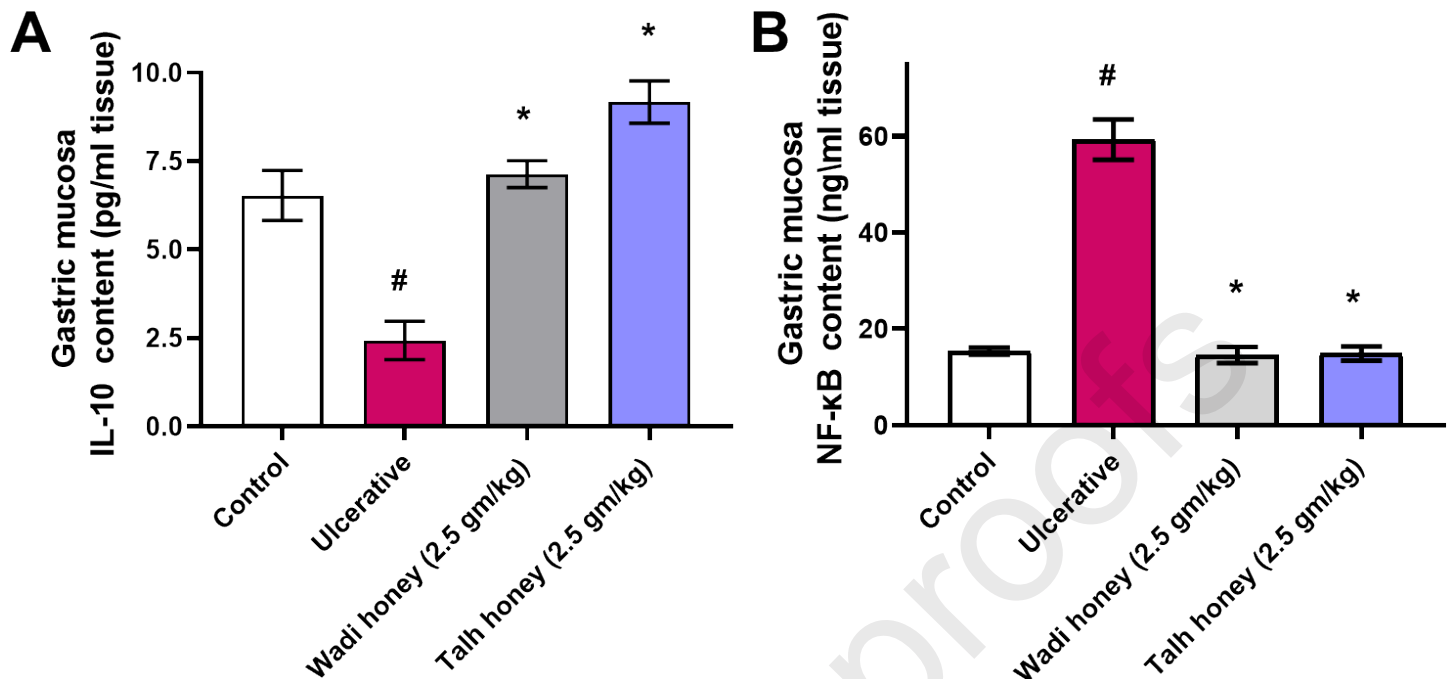 A
Gastric mucosa
IL-10 content (pg/ml tissue)
10.0
7.5
5.0
2.5
0.0
#
*
*
Control
Ulcerative
Wadi honey (2.5 gm/kg)
Talh honey (2.5 gm/kg)
B
Gastric mucosa
NF-κB content (ng\ml tissue)
60
40
20
0
#
*
*
Control
Ulcerative
Wadi honey (2.5 gm/kg)
Talh honey (2.5 gm/kg)
proofs